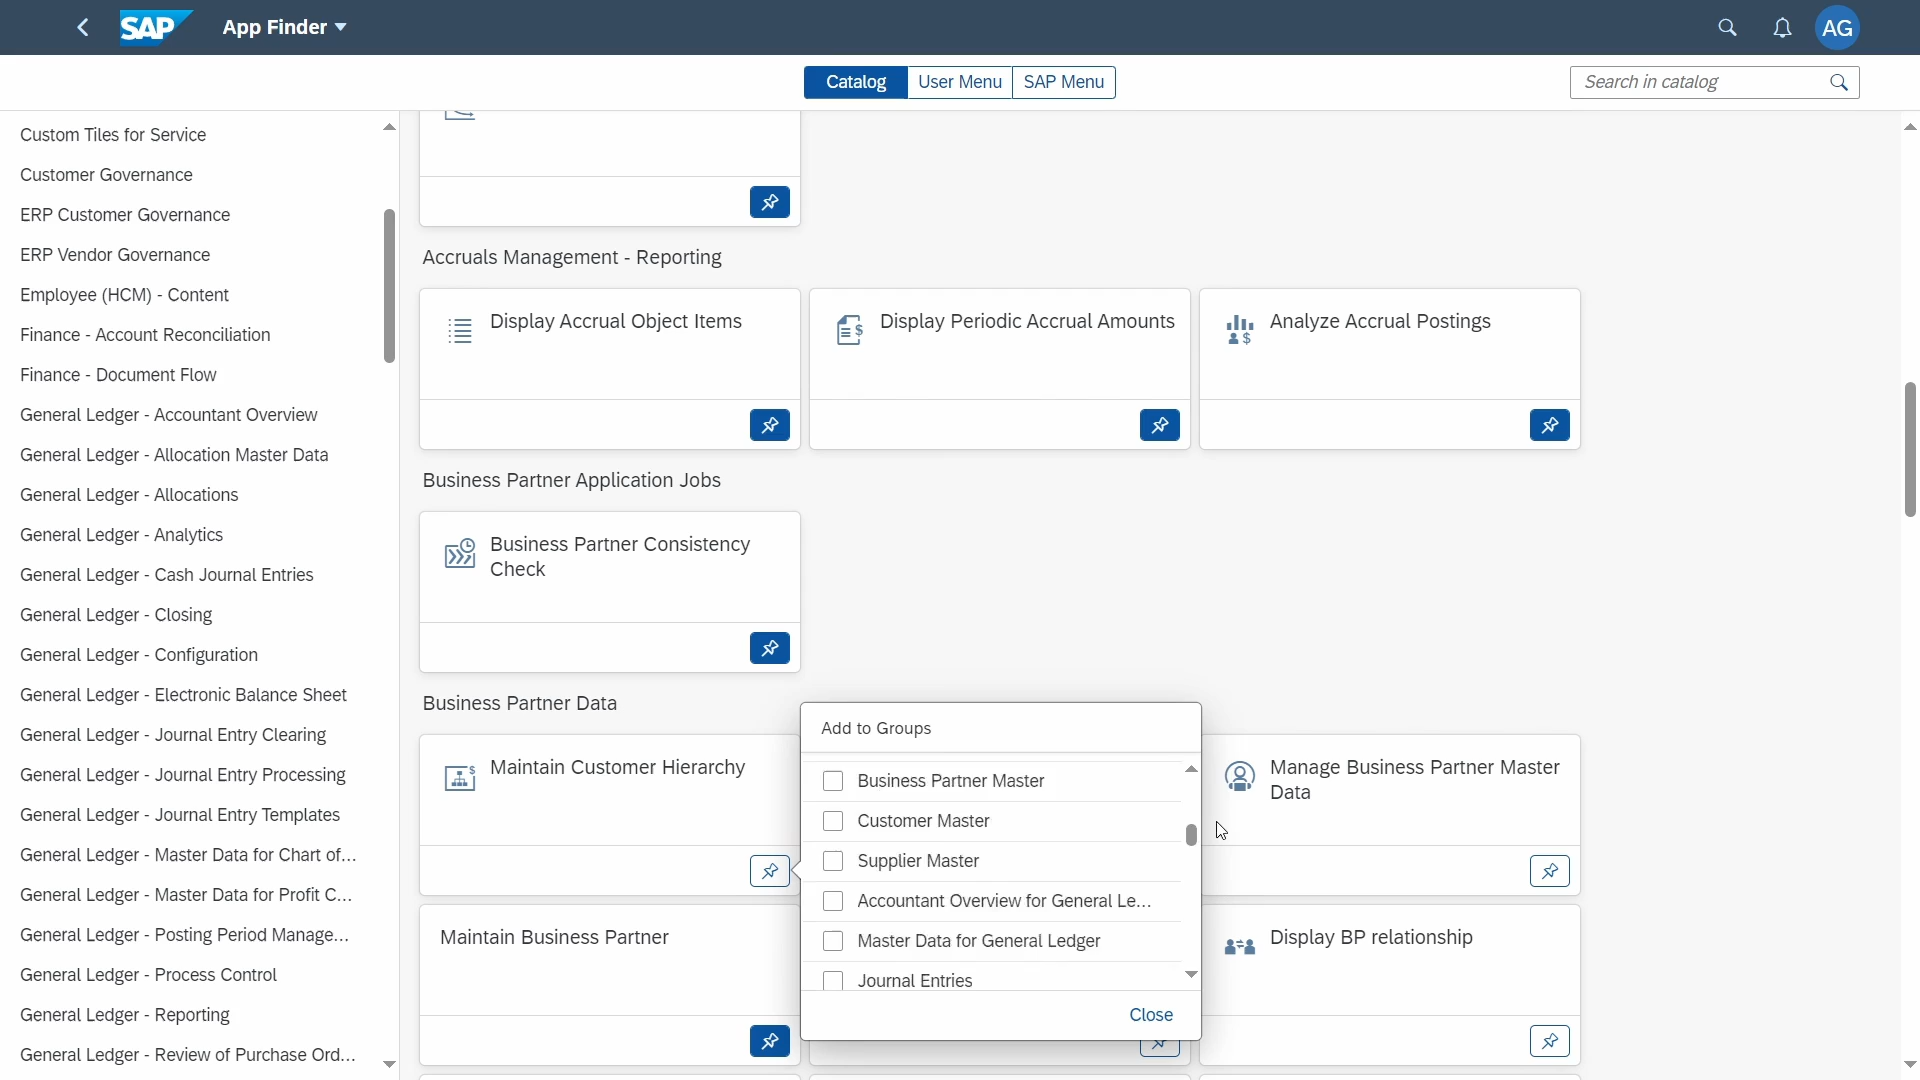 SAP
App Finder
AG
Catalog
User Menu
SAP Menu
Search in catalog
Custom Tiles for Service
Customer Governance
ERP Customer Governance
ERP Vendor Governance
Employee (HCM) - Content
Finance - Account Reconciliation
Finance - Document Flow
General Ledger - Accountant Overview
General Ledger - Allocation Master Data
General Ledger - Allocations
General Ledger - Analytics
General Ledger - Cash Journal Entries
General Ledger - Closing
General Ledger - Configuration
General Ledger - Electronic Balance Sheet
General Ledger - Journal Entry Clearing
General Ledger - Journal Entry Processing
General Ledger - Journal Entry Templates
General Ledger - Master Data for Chart of...
General Ledger - Master Data for Profit C...
General Ledger - Posting Period Manage...
General Ledger - Process Control
General Ledger - Reporting
General Ledger - Review of Purchase Ord...
Accruals Management - Reporting
Display Accrual Object Items
Display Periodic Accrual Amounts
Analyze Accrual Postings
Business Partner Application Jobs
Business Partner Consistency
Check
Business Partner Data
Maintain Customer Hierarchy
Manage Business Partner Master
Data
Maintain Business Partner
Display BP relationship
Add to Groups
Business Partner Master
Customer Master
Supplier Master
Accountant Overview for General Le...
Master Data for General Ledger
Journal Entries
Close